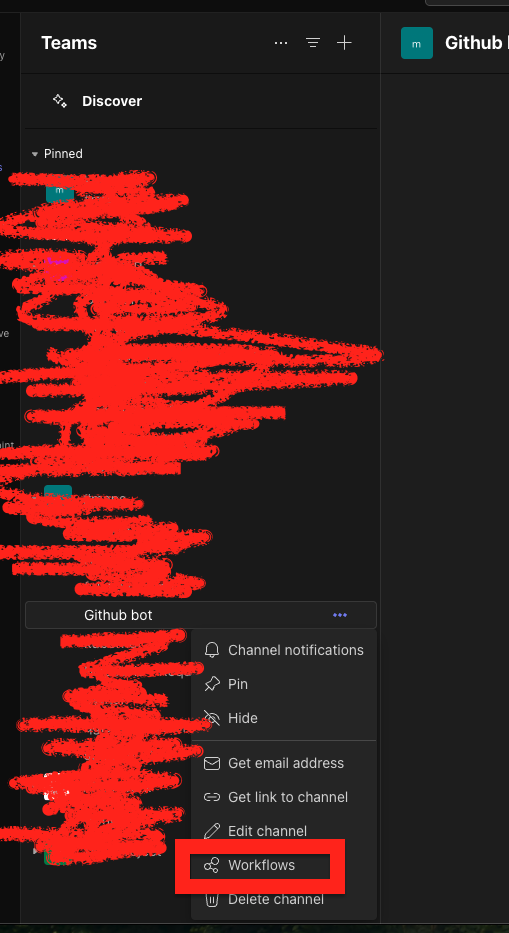 Teams
m
Github
Discover
Pinned
m
Github bot
Channel notifications
Pin
Hide
Get email address
Get link to channel
Edit channel
Workflows
Delete channel